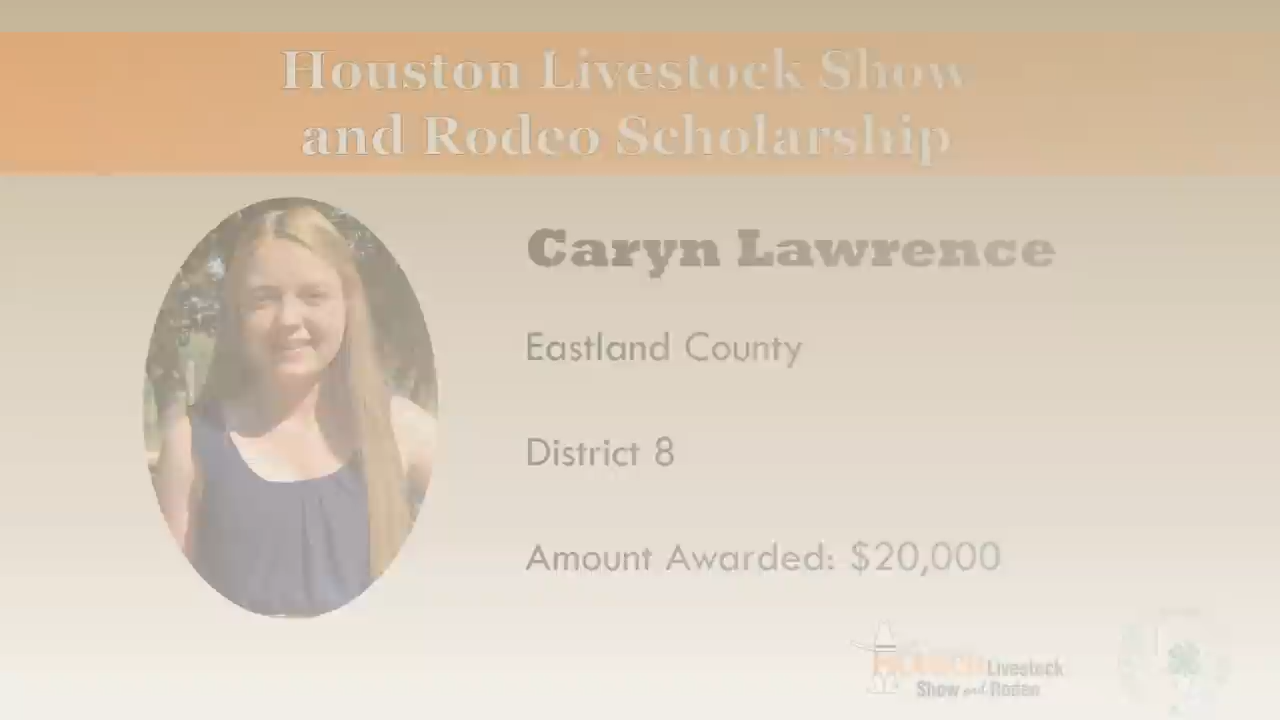 Houston Livestock Show
and Rodeo Scholarship
Caryn Lawrence
Eastland County
District 8
Amount Awarded: $20,000
Livestock
Show and Rodeo